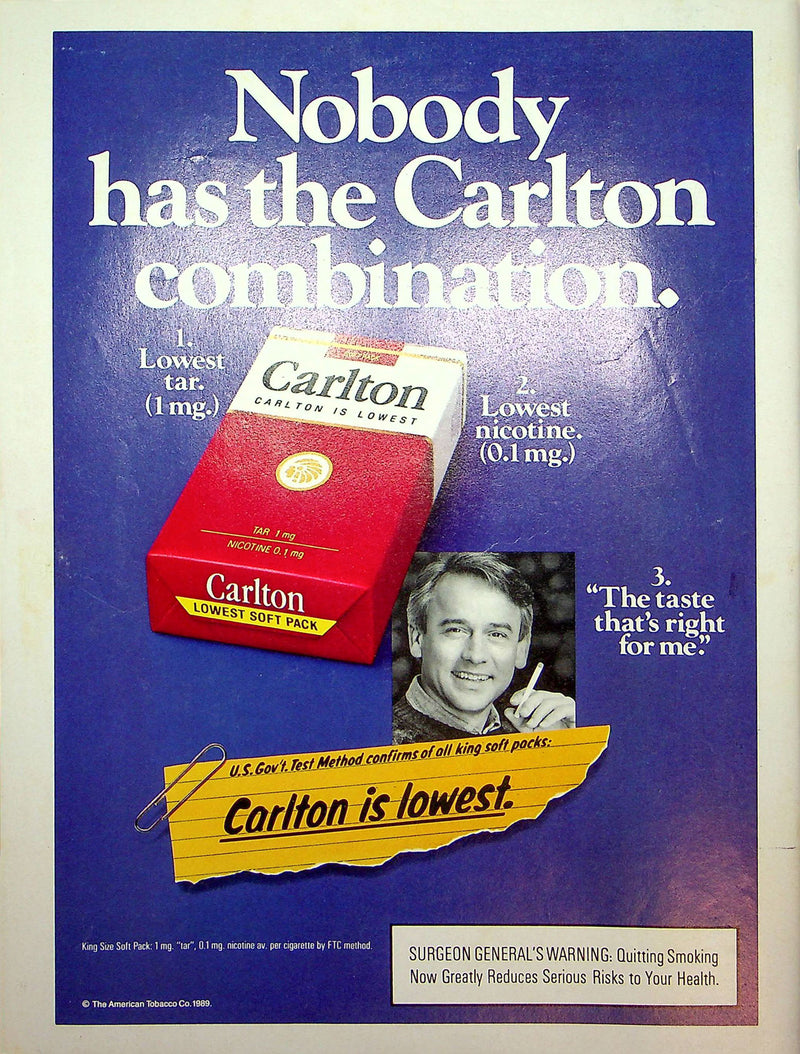 Nobody
has the Carlton
combination.
1.
Lowest
tar.
(1 mg.)
Carlton
CARLTON IS LOWEST
TAR 1 mg
NICOTINE 0.1 mg
Carlton
LOWEST SOFT PACK
2.
Lowest
nicotine.
(0.1 mg.)
3.
“The taste
that’s right
for me.”
U.S. Gov’t. Test Method confirms of all king soft packs:
Carlton is lowest.
King Size Soft Pack: 1 mg. “tar”, 0.1 mg. nicotine av. per cigarette by FTC method.
SURGEON GENERAL’S WARNING: Quitting Smoking
Now Greatly Reduces Serious Risks to Your Health.
© The American Tobacco Co. 1989.